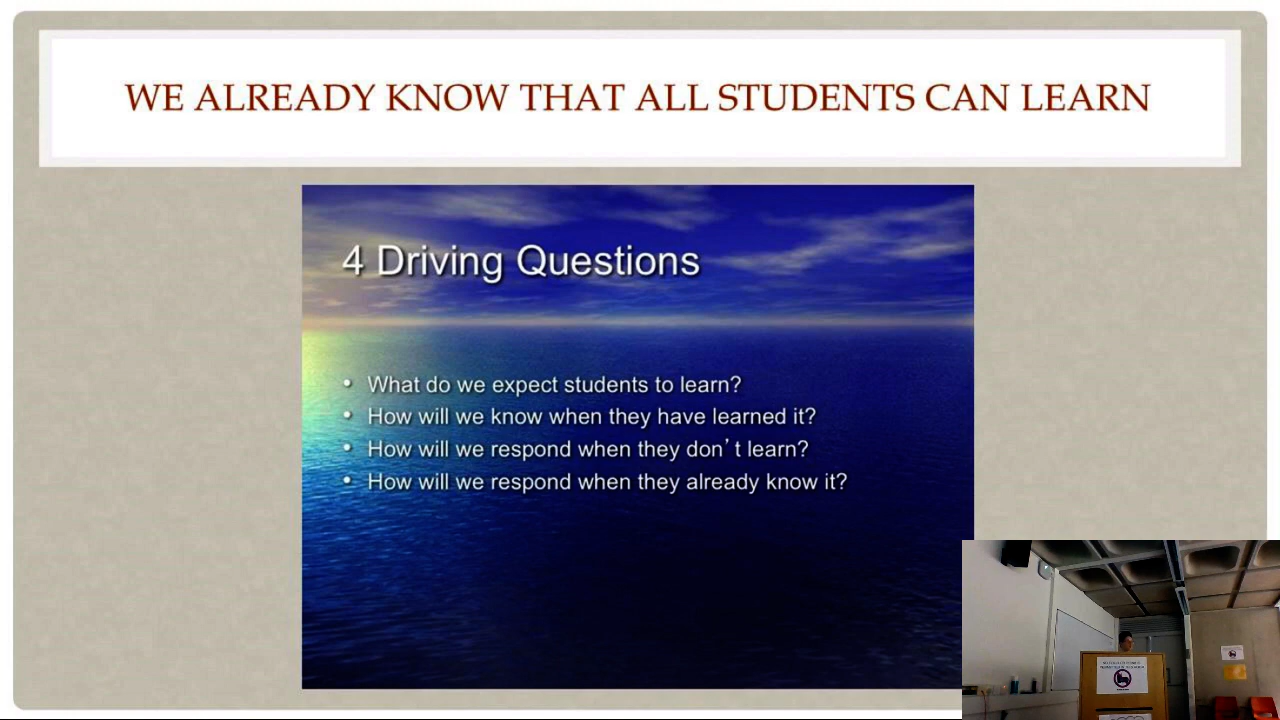 WE ALREADY KNOW THAT ALL STUDENTS CAN LEARN
4 Driving Questions
• What do we expect students to learn?
• How will we know when they have learned it?
• How will we respond when they don’t learn?
• How will we respond when they already know it?